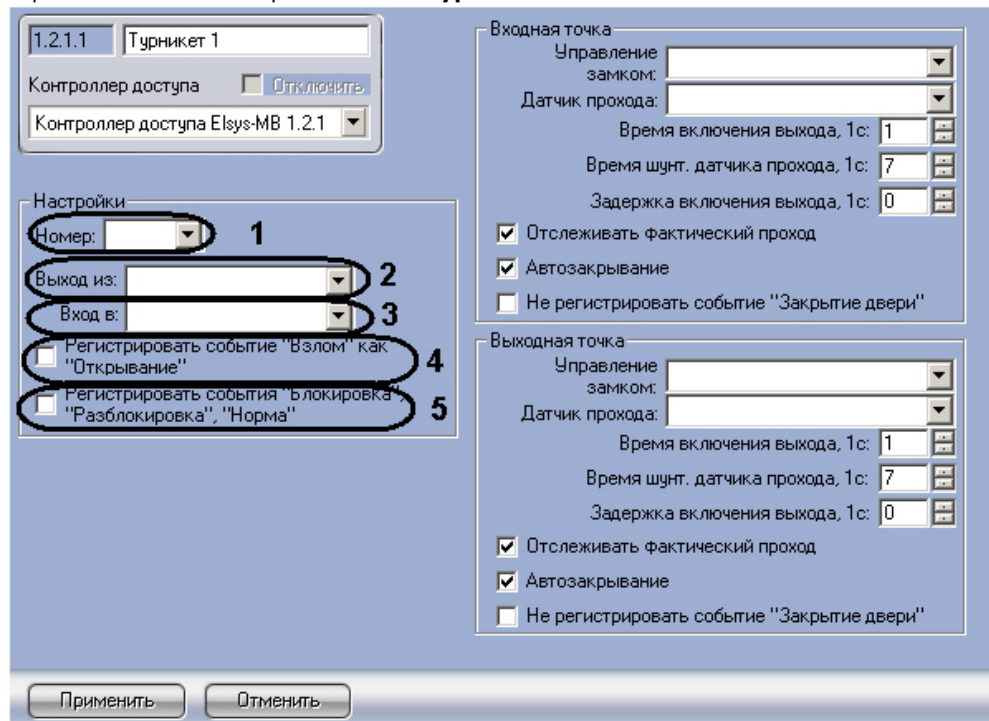 1.2.1.1 Турникет 1
Контроллер доступа Отключить
Контроллер доступа Elsys-MB 1.2.1
Настройки
Номер: 1
Выход из: 2
Вход в: 3
Регистрировать событие "Взлом" как
"Открывание" 4
Регистрировать события "Блокировка",
"Разблокировка", "Норма" 5
Входная точка
Управление
замком:
Датчик прохода:
Время включения выхода, 1с: 1
Время шунт. датчика прохода, 1с: 7
Задержка включения выхода, 1с: 0
Отслеживать фактический проход
Автозакрывание
Не регистрировать событие "Закрытие двери"
Выходная точка
Управление
замком:
Датчик прохода:
Время включения выхода, 1с: 1
Время шунт. датчика прохода, 1с: 7
Задержка включения выхода, 1с: 0
Отслеживать фактический проход
Автозакрывание
Не регистрировать событие "Закрытие двери"
Применить Отменить